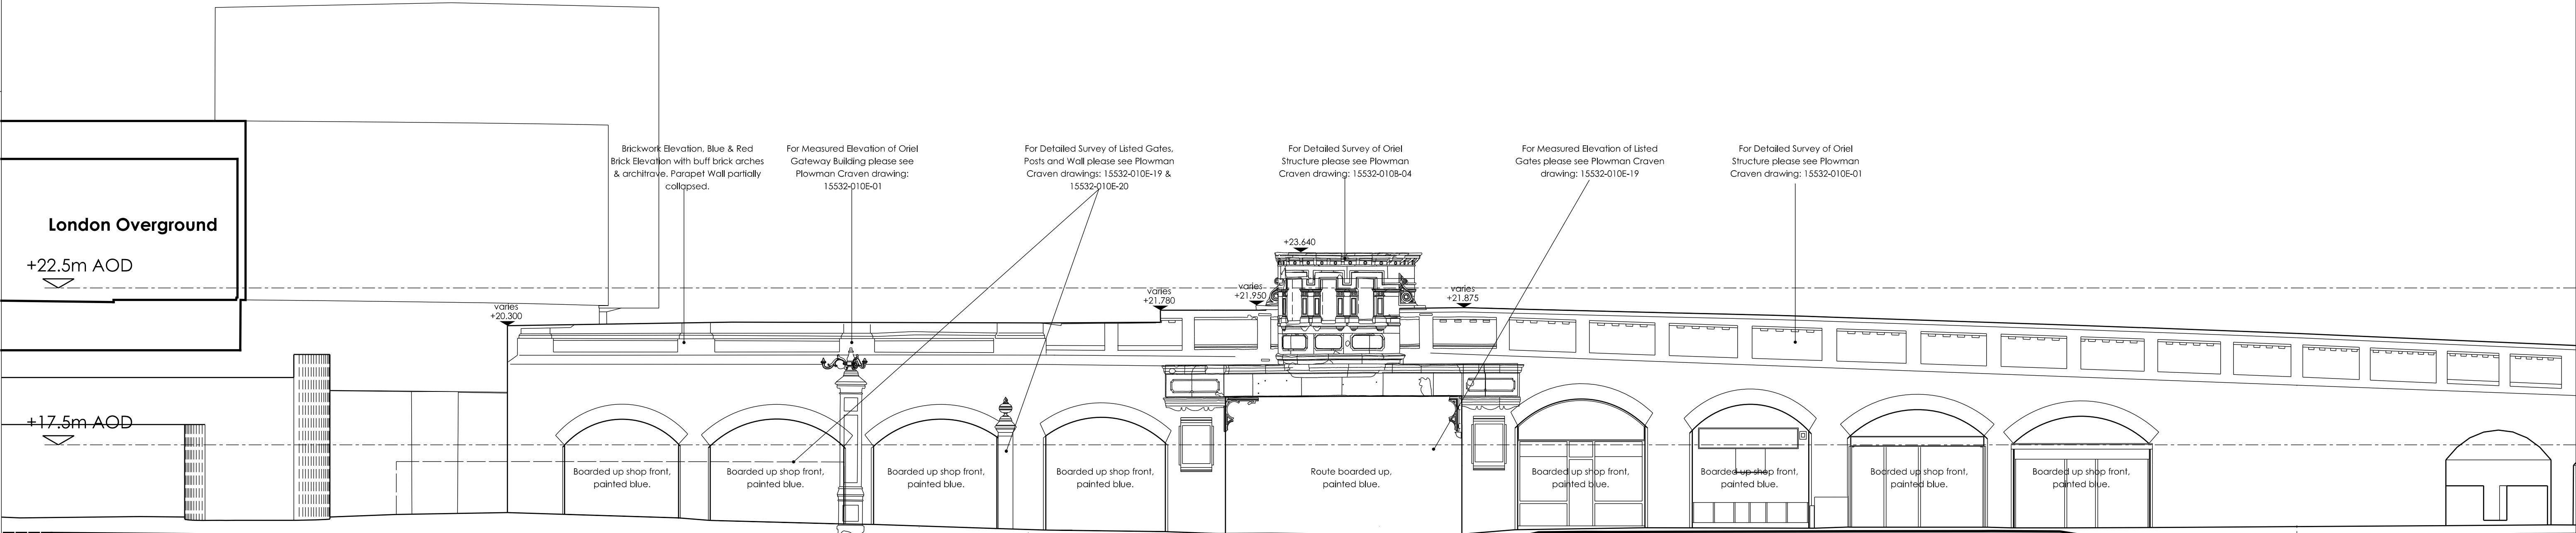 Brickwork Elevation, Blue & Red
Brick Elevation with buff brick arches
& architrave. Parapet Wall partially
collapsed.
For Measured Elevation of Oriel
Gateway Building please see
Plowman Craven drawing:
15532-010E-01
For Detailed Survey of Listed Gates,
Posts and Wall please see Plowman
Craven drawings: 15532-010E-19 &
15532-010E-20
For Detailed Survey of Oriel
Structure please see Plowman
Craven drawing: 15532-010B-04
For Measured Elevation of Listed
Gates please see Plowman Craven
drawing: 15532-010E-19
For Detailed Survey of Oriel
Structure please see Plowman
Craven drawing: 15532-010E-01
London Overground
+22.5m AOD
+23.640
varies
+20.300
varies
+21.780
varies
+21.950
varies
+21.875
+17.5m AOD
Boarded up shop front,
painted blue.
Boarded up shop front,
painted blue.
Boarded up shop front,
painted blue.
Boarded up shop front,
painted blue.
Route boarded up.
painted blue.
Boarded up shop front,
painted blue.
Boarded up shop front,
painted blue.
Boarded up shop front,
painted blue.
Boarded up shop front,
painted blue.